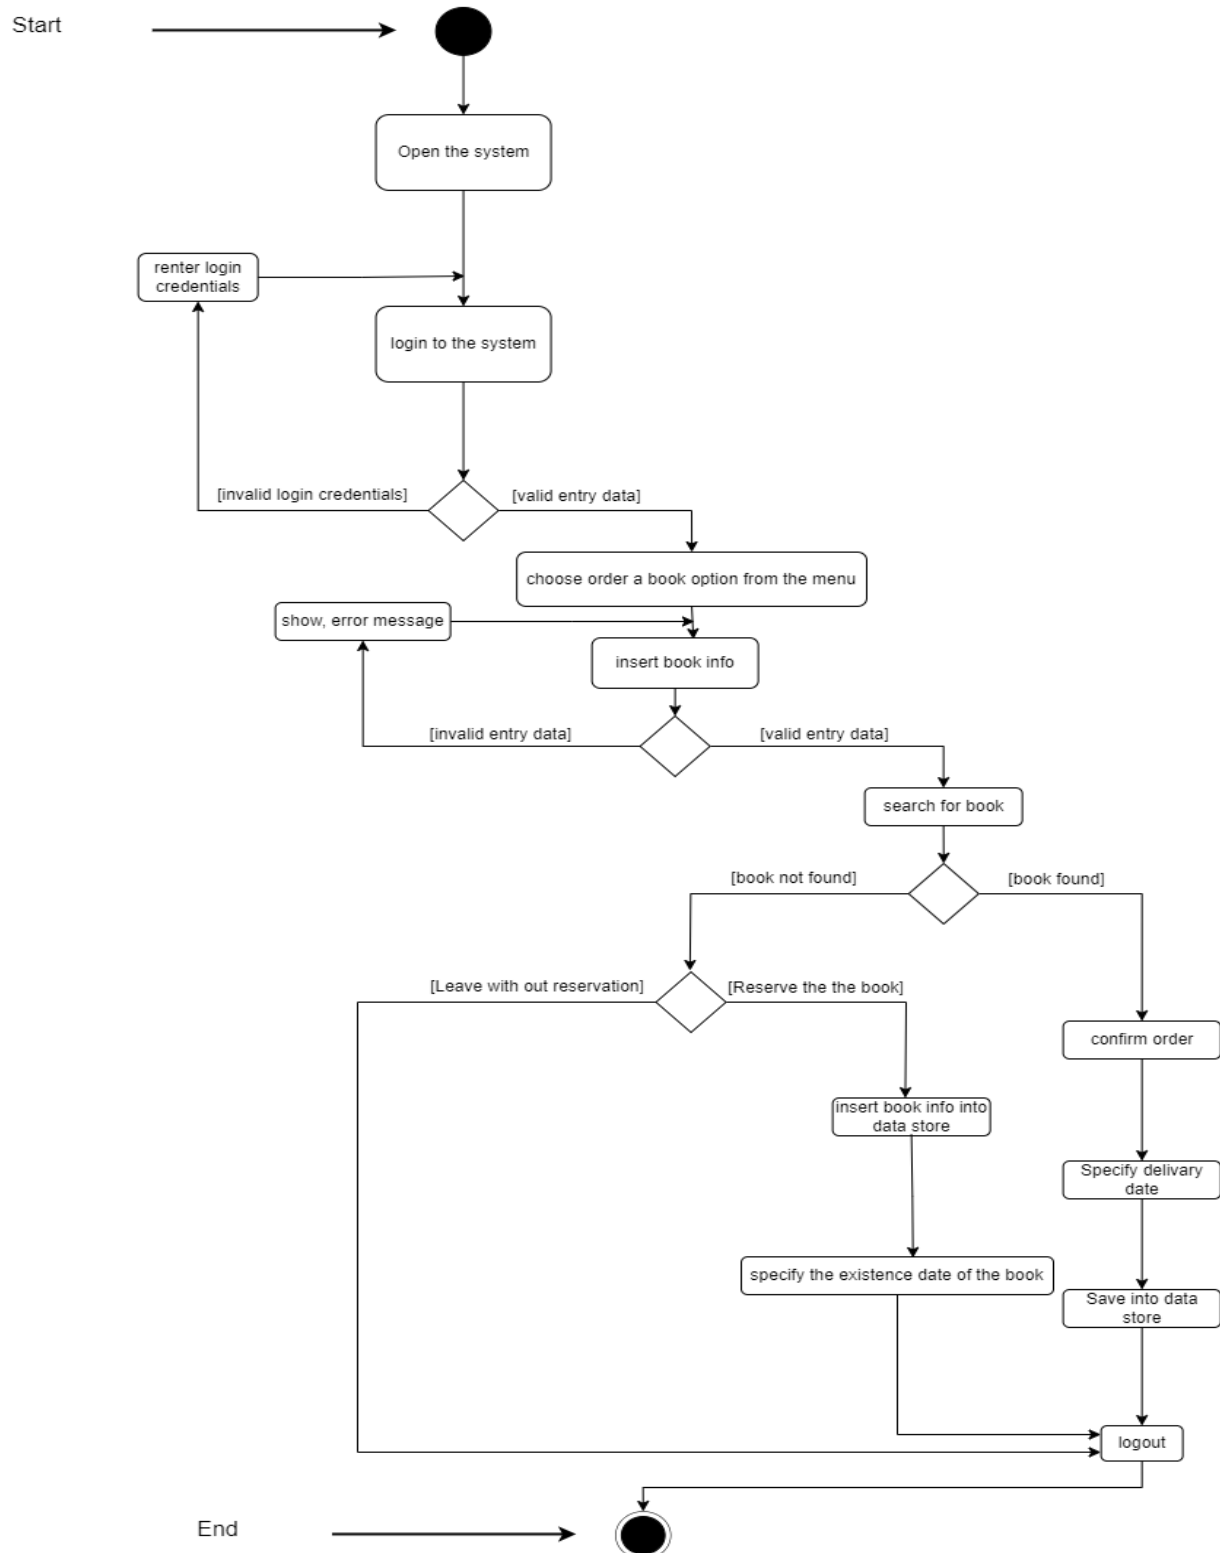 Start
Open the system
renter login
credentials
login to the system
[invalid login credentials]
[valid entry data]
choose order a book option from the menu
show, error message
insert book info
[invalid entry data]
[valid entry data]
search for book
[book not found]
[book found]
[Leave with out reservation]
[Reserve the the book]
confirm order
insert book info into
data store
Specify delivary
date
specify the existence date of the book
Save into data
store
logout
End